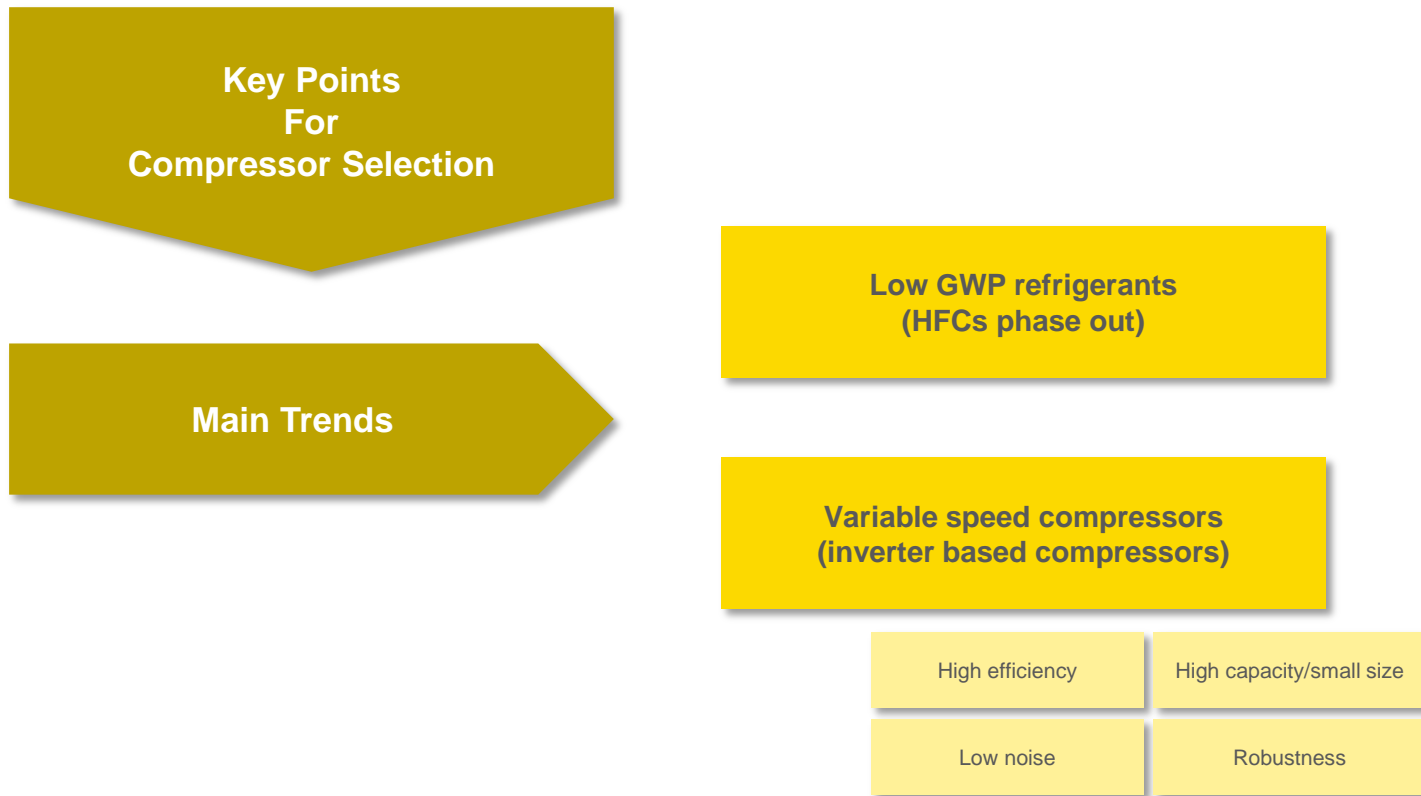 Key Points
For
Compressor Selection
Low GWP refrigerants
(HFCs phase out)
Main Trends
Variable speed compressors
(inverter based compressors)
High efficiency
High capacity/small size
Low noise
Robustness